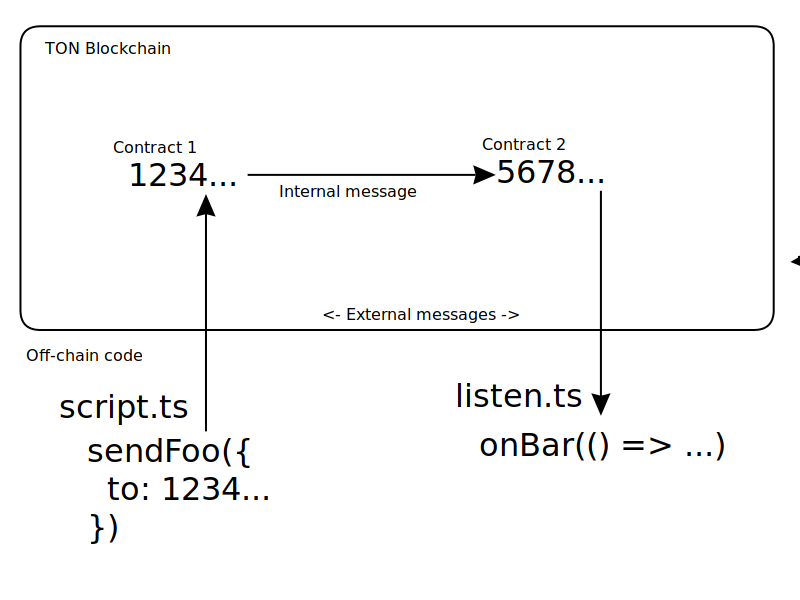 TON Blockchain
Contract 1
1234...
Contract 2
5678...
Internal message
<- External messages ->
Off-chain code
script.ts
sendFoo({
  to: 1234...
})
listen.ts
onBar(() => ...)